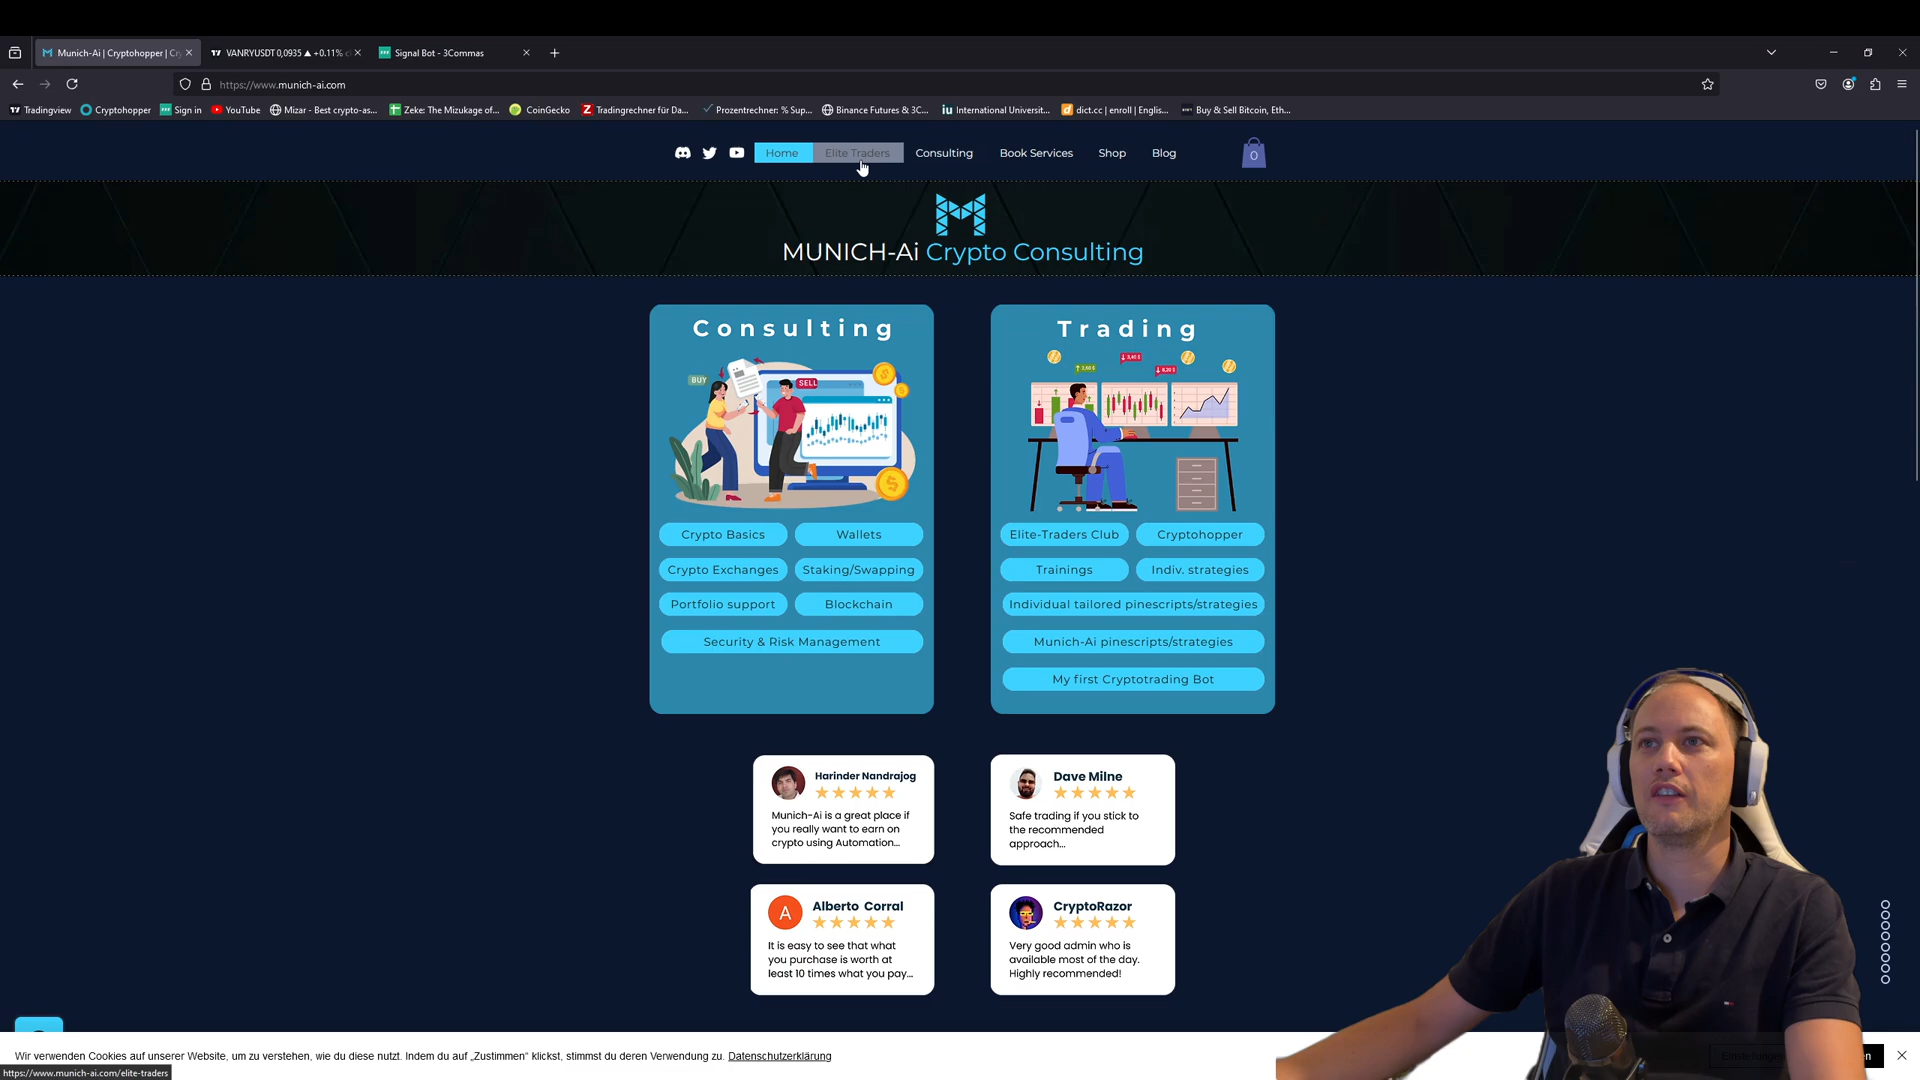 Munich-Ai | Cryptohopper | Cr
VANRYUSDT 0,0935 ▲ +0.11%
Signal Bot - 3Commas
https://www.munich-ai.com
Tradingview
Cryptohopper
Sign in
YouTube
Mizar - Best crypto-as...
Zeke: The Mizukage of...
CoinGecko
Tradingrechner für Da...
Prozentrechner: % Sup...
Binance Futures & 3C...
International Universit...
dict.cc | enroll | Englis...
Buy & Sell Bitcoin, Eth...
Home
Elite Traders
Consulting
Book Services
Shop
Blog
0
MUNICH-Ai Crypto Consulting
Consulting
BUY
SELL
Crypto Basics
Wallets
Crypto Exchanges
Staking/Swapping
Portfolio support
Blockchain
Security & Risk Management
Trading
Elite-Traders Club
Cryptohopper
Trainings
Indiv. strategies
Individual tailored pinescripts/strategies
Munich-Ai pinescripts/strategies
My first Cryptotrading Bot
Harinder Nandrajog
Munich-Ai is a great place if
you really want to earn on
crypto using Automation...
Dave Milne
Safe trading if you stick to
the recommended
approach...
A
Alberto Corral
It is easy to see that what
you purchase is worth at
least 10 times what you pay...
CryptoRazor
Very good admin who is
available most of the day.
Highly recommended!
Wir verwenden Cookies auf unserer Website, um zu verstehen, wie du diese nutzt. Indem du auf „Zustimmen" klickst, stimmst du deren Verwendung zu. Datenschutzerklärung
https://www.munich-ai.com/elite-traders